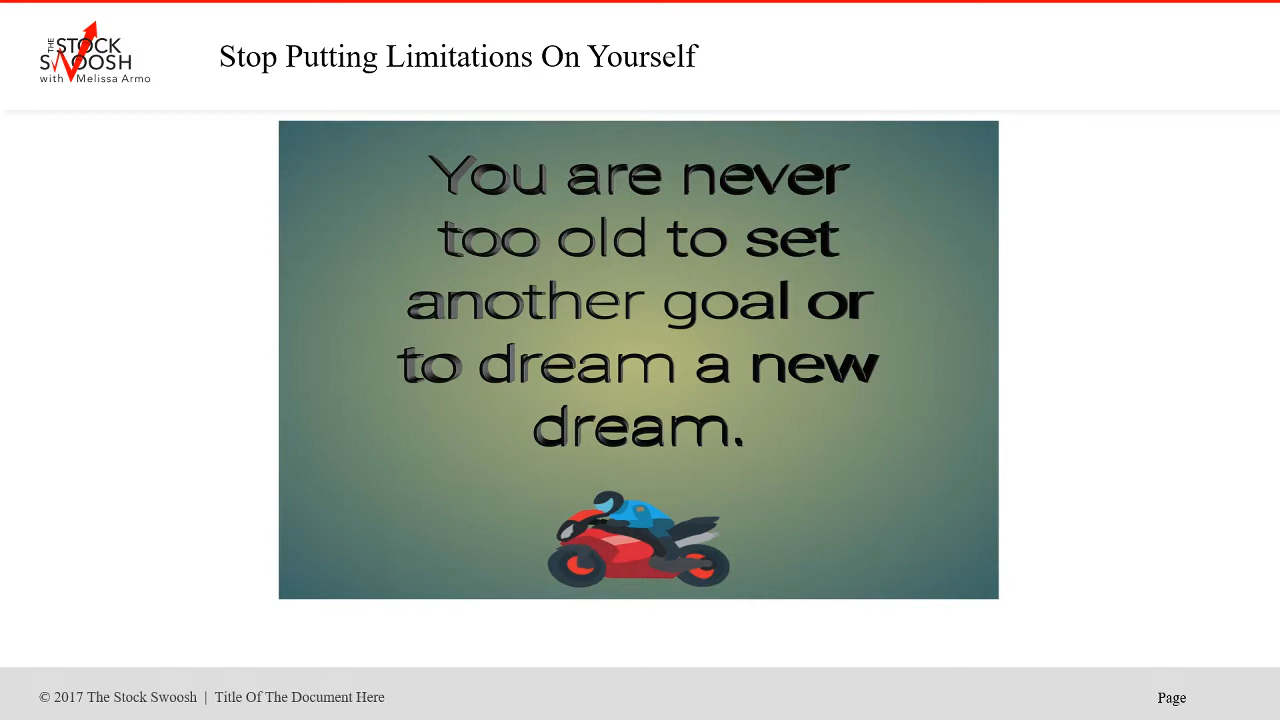 THE STOCK
SWOOSH
with Melissa Armo
Stop Putting Limitations On Yourself
You are never
too old to set
another goal or
to dream a new
dream.
© 2017 The Stock Swoosh | Title Of The Document Here
Page